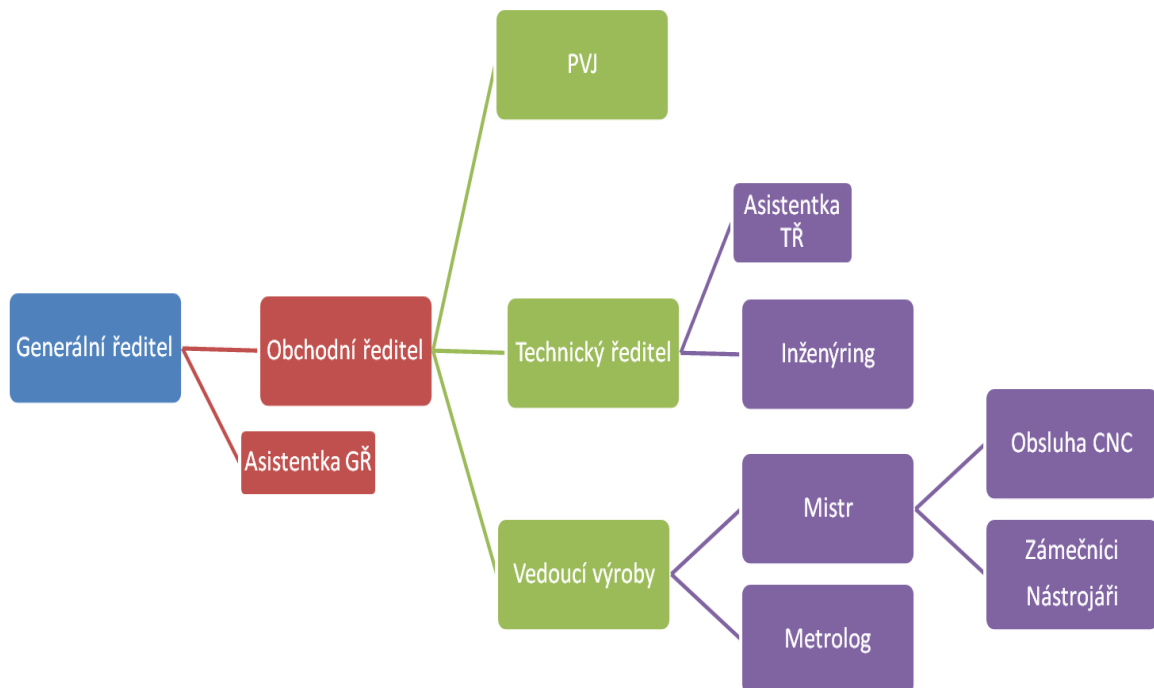 PVJ
Asistentka
TŘ
Generální ředitel
Obchodní ředitel
Technický ředitel
Inženýring
Asistentka GŘ
Obsluha CNC
Mistr
Zámečníci
Nástrojáři
Vedoucí výroby
Metrolog